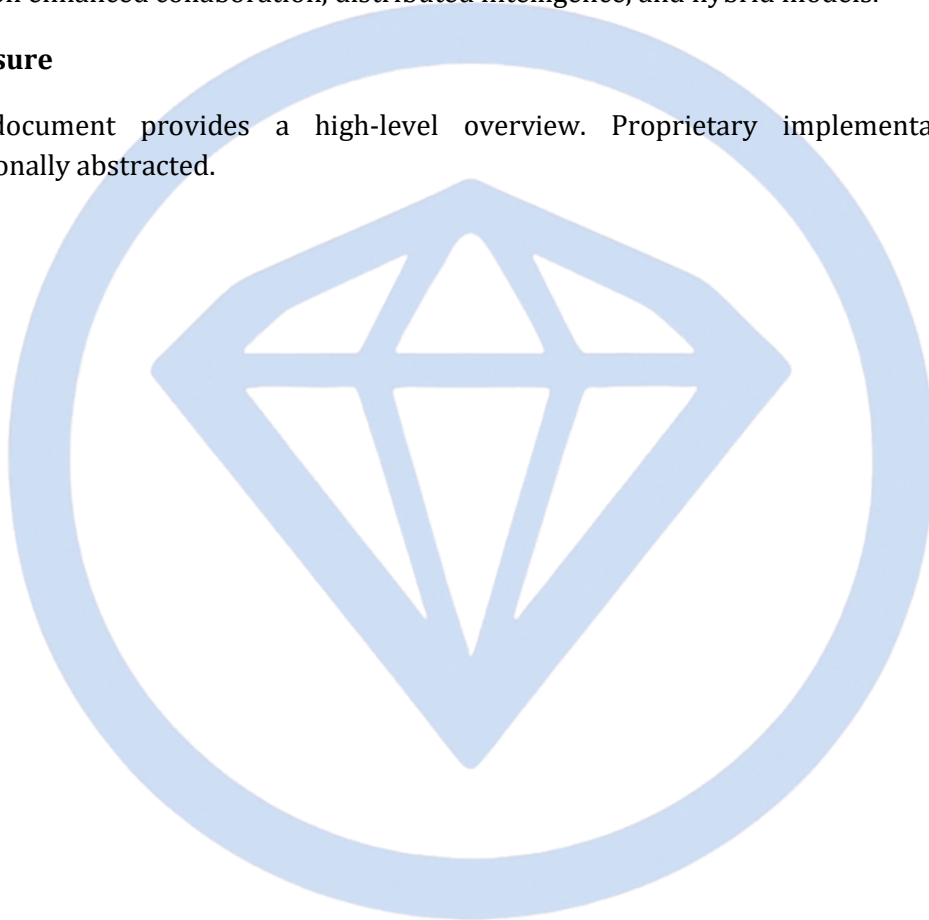 on enhanced collaboration, distributed intelligence, and hybrid models.
sure
document provides a high-level overview. Proprietary implementa
onally abstracted.